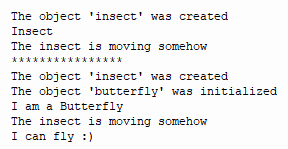 The object 'insect' was created
Insect
The insect is moving somehow
****************
The object 'insect' was created
The object 'butterfly' was initialized
I am a Butterfly
The insect is moving somehow
I can fly :)